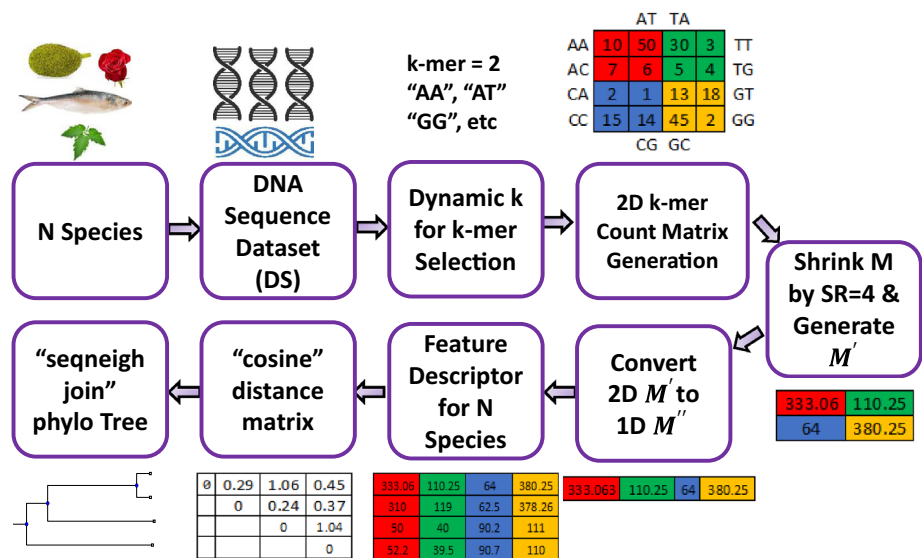 AT TA
k-mer = 2
"AA", "AT"
"GG", etc
AA 10 50 30 3 TT
AC 7 6 5 4 TG
CA 2 1 13 18 GT
CC 15 14 45 2 GG
CG GC
N Species
DNA
Sequence
Dataset
(DS)
Dynamic k
for k-mer
Selection
2D k-mer
Count Matrix
Generation
Shrink M
by SR=4 &
Generate
M′
333.06 110.25
64 380.25
Convert
2D M′ to
1D M′′
Feature
Descriptor
for N
Species
"cosine"
distance
matrix
"seqneigh
join"
phylo Tree
0 0.29 1.06 0.45
0 0.24 0.37
0 1.04
0
333.06 110.25 64 380.25
310 119 62.5 378.26
50 40 90.2 111
52.2 39.5 90.7 110
333.063 110.25 64 380.25